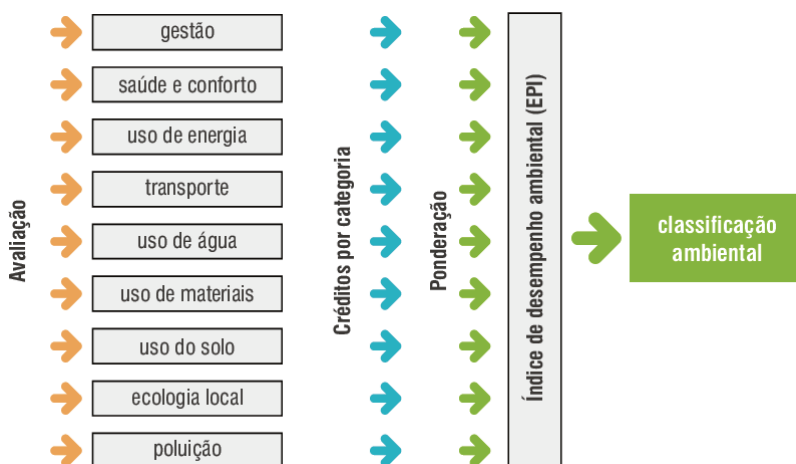 Avaliação
gestão
saúde e conforto
uso de energia
transporte
uso de água
uso de materiais
uso do solo
ecologia local
poluição
Créditos por categoria
Ponderação
Índice de desempenho ambiental (EPI)
classificação
ambiental